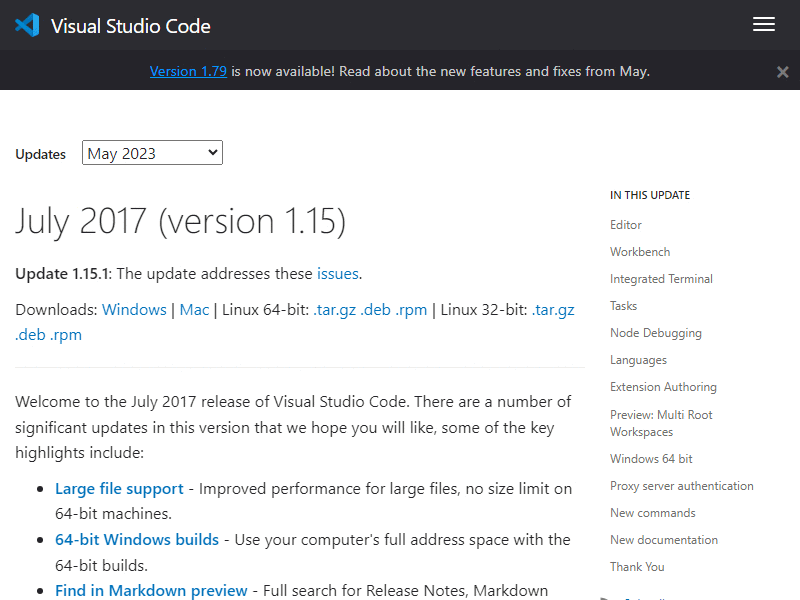 Visual Studio Code
Version 1.79 is now available! Read about the new features and fixes from May.
Updates
May 2023
July 2017 (version 1.15)
Update 1.15.1: The update addresses these issues.
Downloads: Windows | Mac | Linux 64-bit: .tar.gz .deb .rpm | Linux 32-bit: .tar.gz
.deb .rpm
Welcome to the July 2017 release of Visual Studio Code. There are a number of
significant updates in this version that we hope you will like, some of the key
highlights include:
Large file support - Improved performance for large files, no size limit on
64-bit machines.
64-bit Windows builds - Use your computer's full address space with the
64-bit builds.
Find in Markdown preview - Full search for Release Notes, Markdown
IN THIS UPDATE
Editor
Workbench
Integrated Terminal
Tasks
Node Debugging
Languages
Extension Authoring
Preview: Multi Root
Workspaces
Windows 64 bit
Proxy server authentication
New commands
New documentation
Thank You